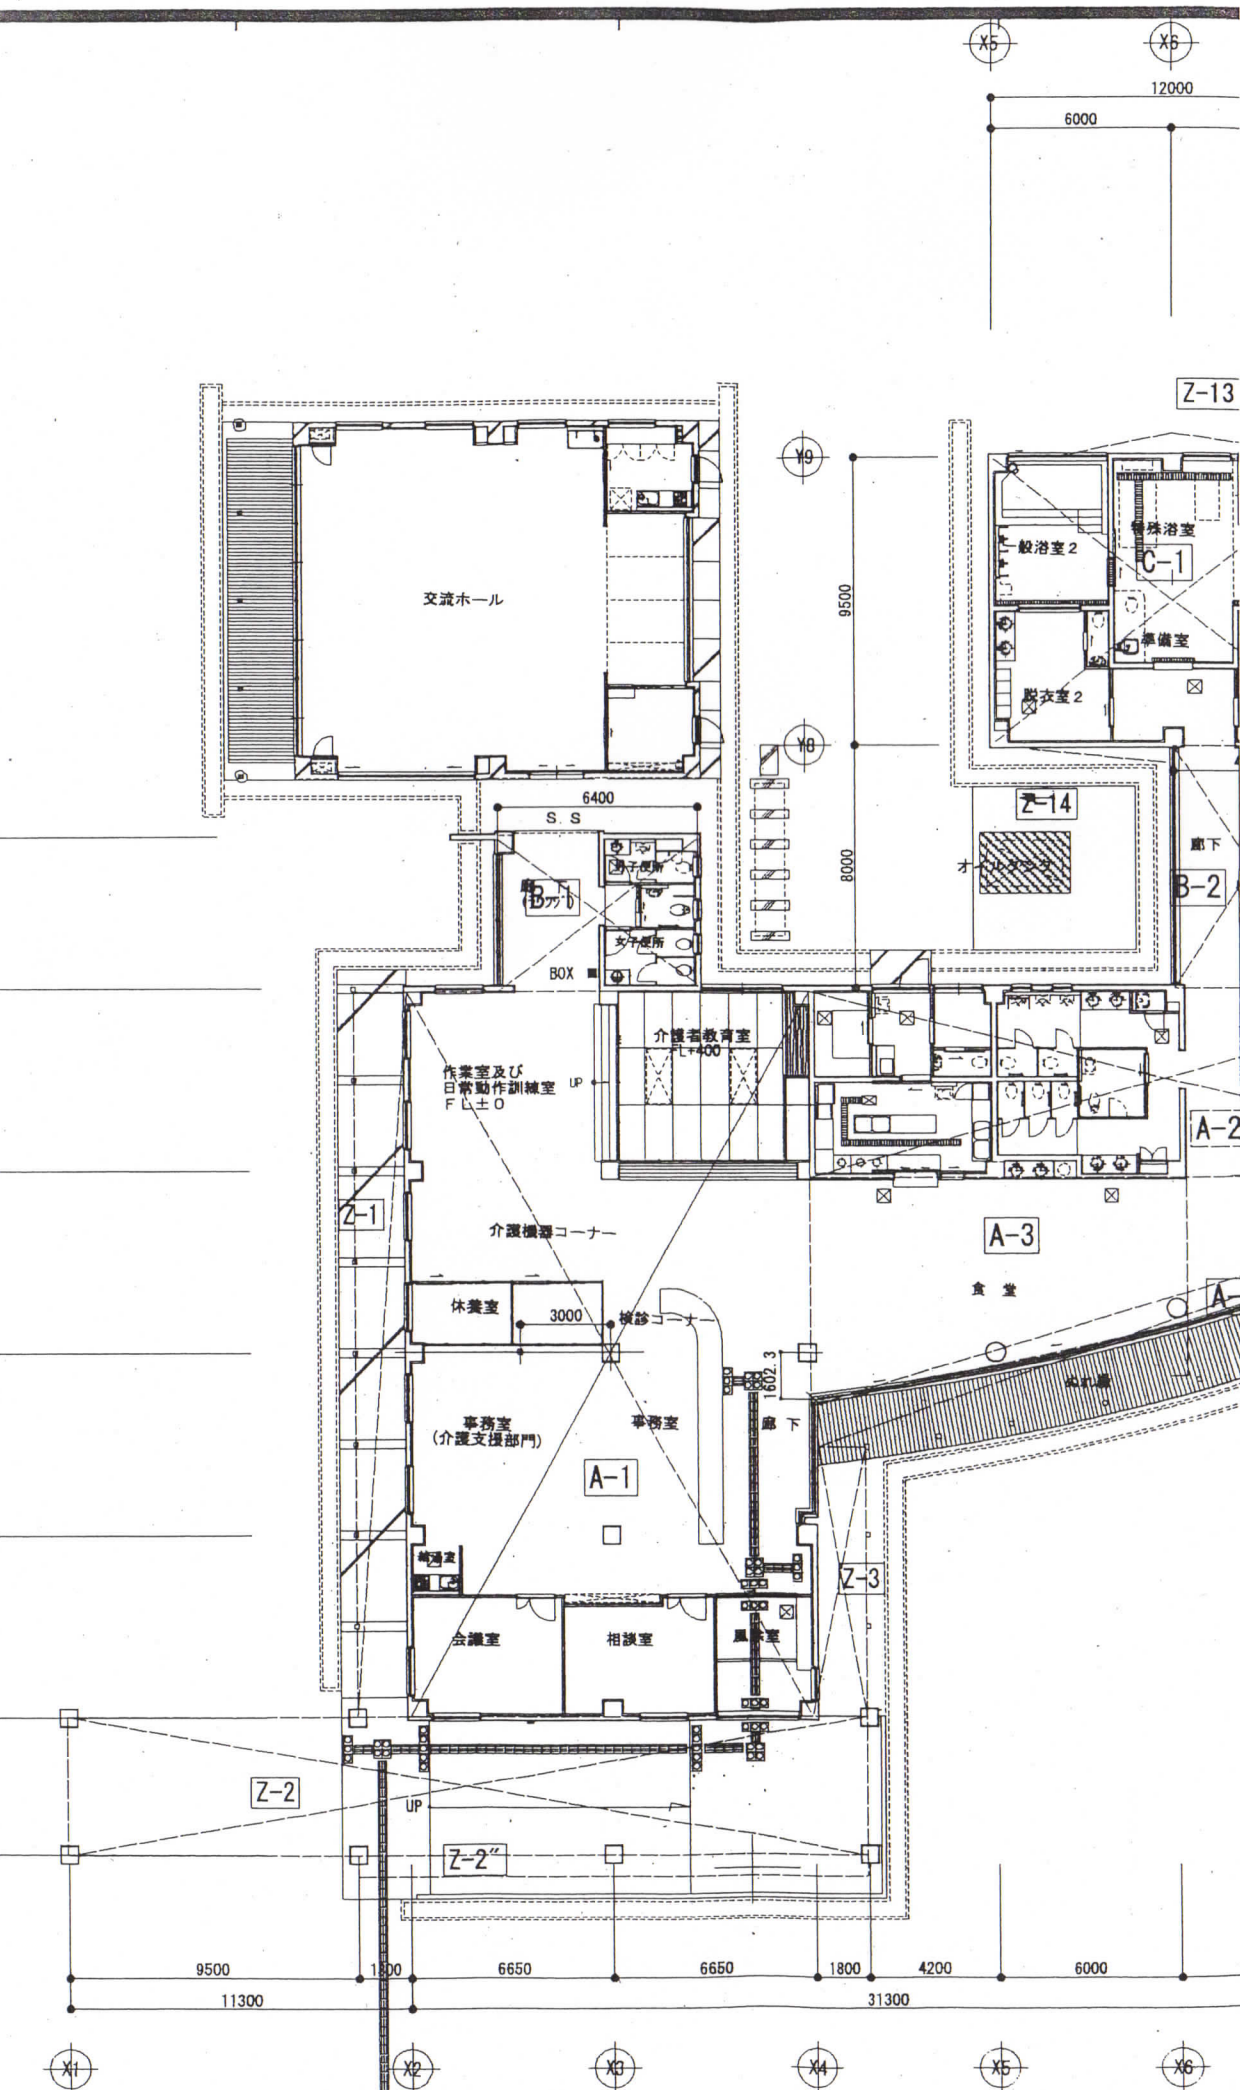 X5
X6
12000
6000
Z-13
Y9
一般浴室2
特殊浴室
C-1
交流ホール
9500
準備室
脱衣室2
Y8
6400
S.S
Z-14
男子便所
8000
廊下
B-1
B-2
女子便所
BOX
介護者教育室
FL+400
作業室及び
日常動作訓練室
FL±0
UP
A-2
Z-1
介護機器コーナー
A-3
食堂
休養室
3000
検診コーナー
1602.3
事務室
(介護支援部門)
事務室
廊下
A-1
Z-3
会議室
相談室
Z-2
UP
Z-2"
9500
6650
6650
1800
4200
6000
11300
31300
X1
X2
X3
X4
X5
X6